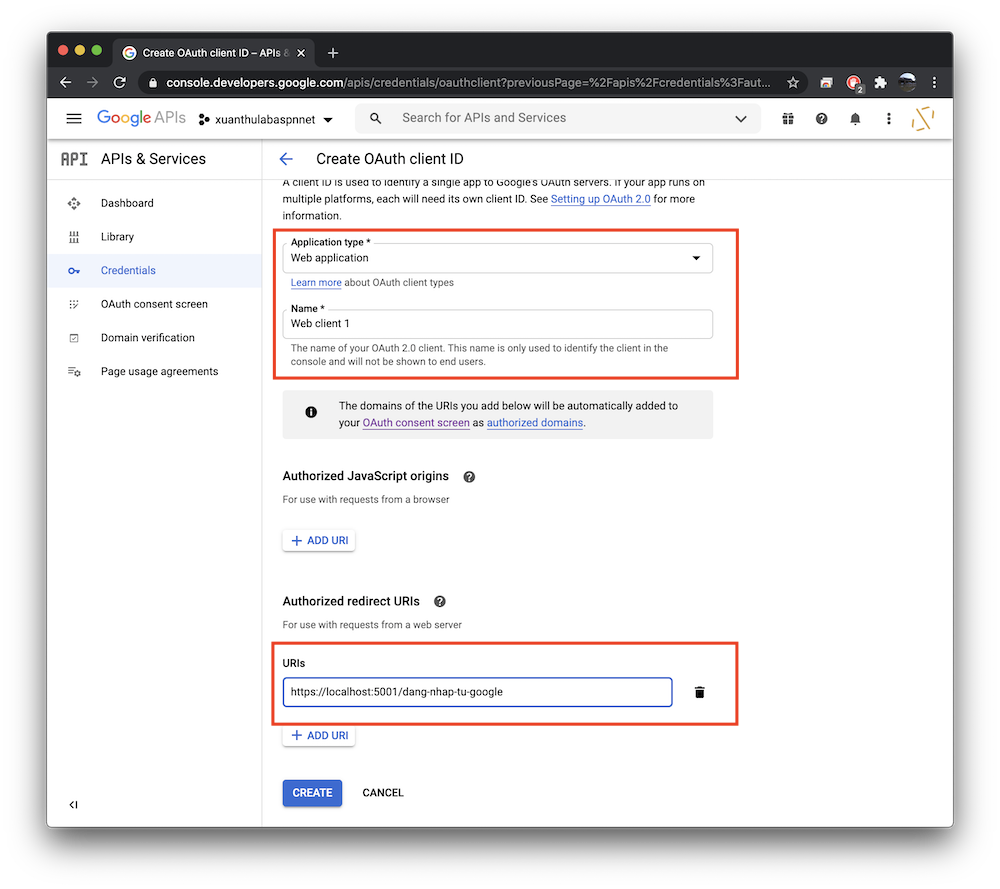 Create OAuth client ID – APIs &
console.developers.google.com/apis/credentials/oauthclient?previousPage=%2Fapis%2Fcredentials%3Faut...
2
Google APIs
xuanthulabaspnnet
Search for APIs and Services
API APIs & Services
Create OAuth client ID
Dashboard
Library
Credentials
OAuth consent screen
Domain verification
Page usage agreements
A client ID is used to identify a single app to Google's OAuth servers. If your app runs on
multiple platforms, each will need its own client ID. See Setting up OAuth 2.0 for more
information.
Application type *
Web application
Learn more about OAuth client types
Name *
Web client 1
The name of your OAuth 2.0 client. This name is only used to identify the client in the
console and will not be shown to end users.
The domains of the URIs you add below will be automatically added to
your OAuth consent screen as authorized domains.
Authorized JavaScript origins
For use with requests from a browser
ADD URI
Authorized redirect URIs
For use with requests from a web server
URIs
https://localhost:5001/dang-nhap-tu-google
ADD URI
CREATE
CANCEL